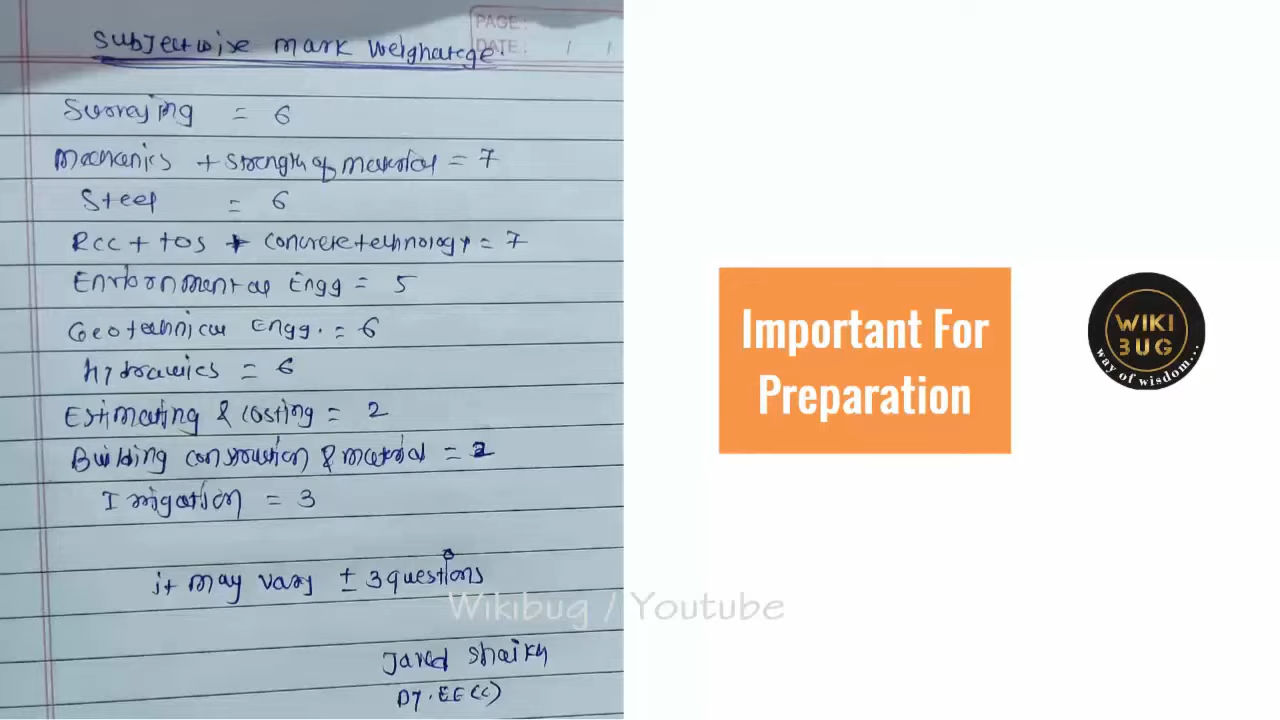 PAGE:
DATE: / /
Subjectwise mark weightarge.
Surveying = 6
Mechanics + strength of material = 7
Steel = 6
Rcc + tos + concrete technology = 7
Environmental Engg = 5
Geotechnical Engg. = 6
Hydraulics = 6
Estimating & costing = 2
Building construction & material = 2
Irrigation = 3
it may vary ± 3 questions
Javed Shaikh
DY. EE (C)
Important For
Preparation
WIKI
BUG
way of wisdom...
Wikibug / Youtube